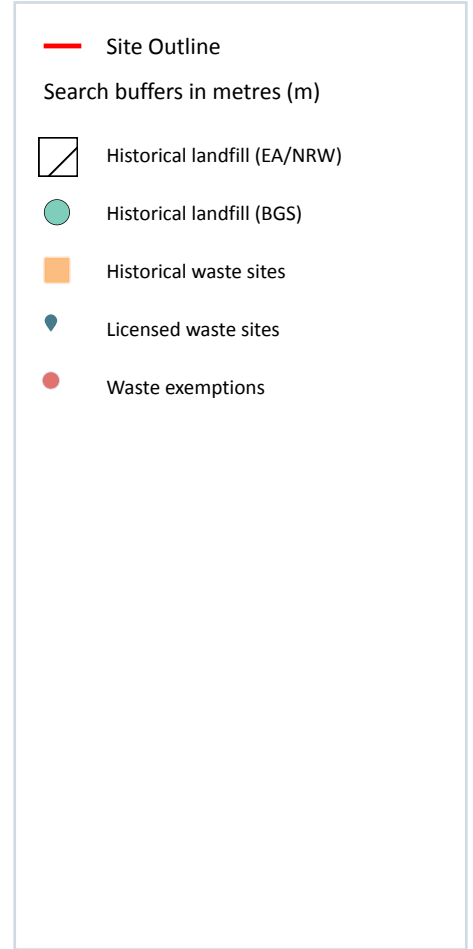 Site Outline
Search buffers in metres (m)
Historical landfill (EA/NRW)
Historical landfill (BGS)
Historical waste sites
Licensed waste sites
Waste exemptions